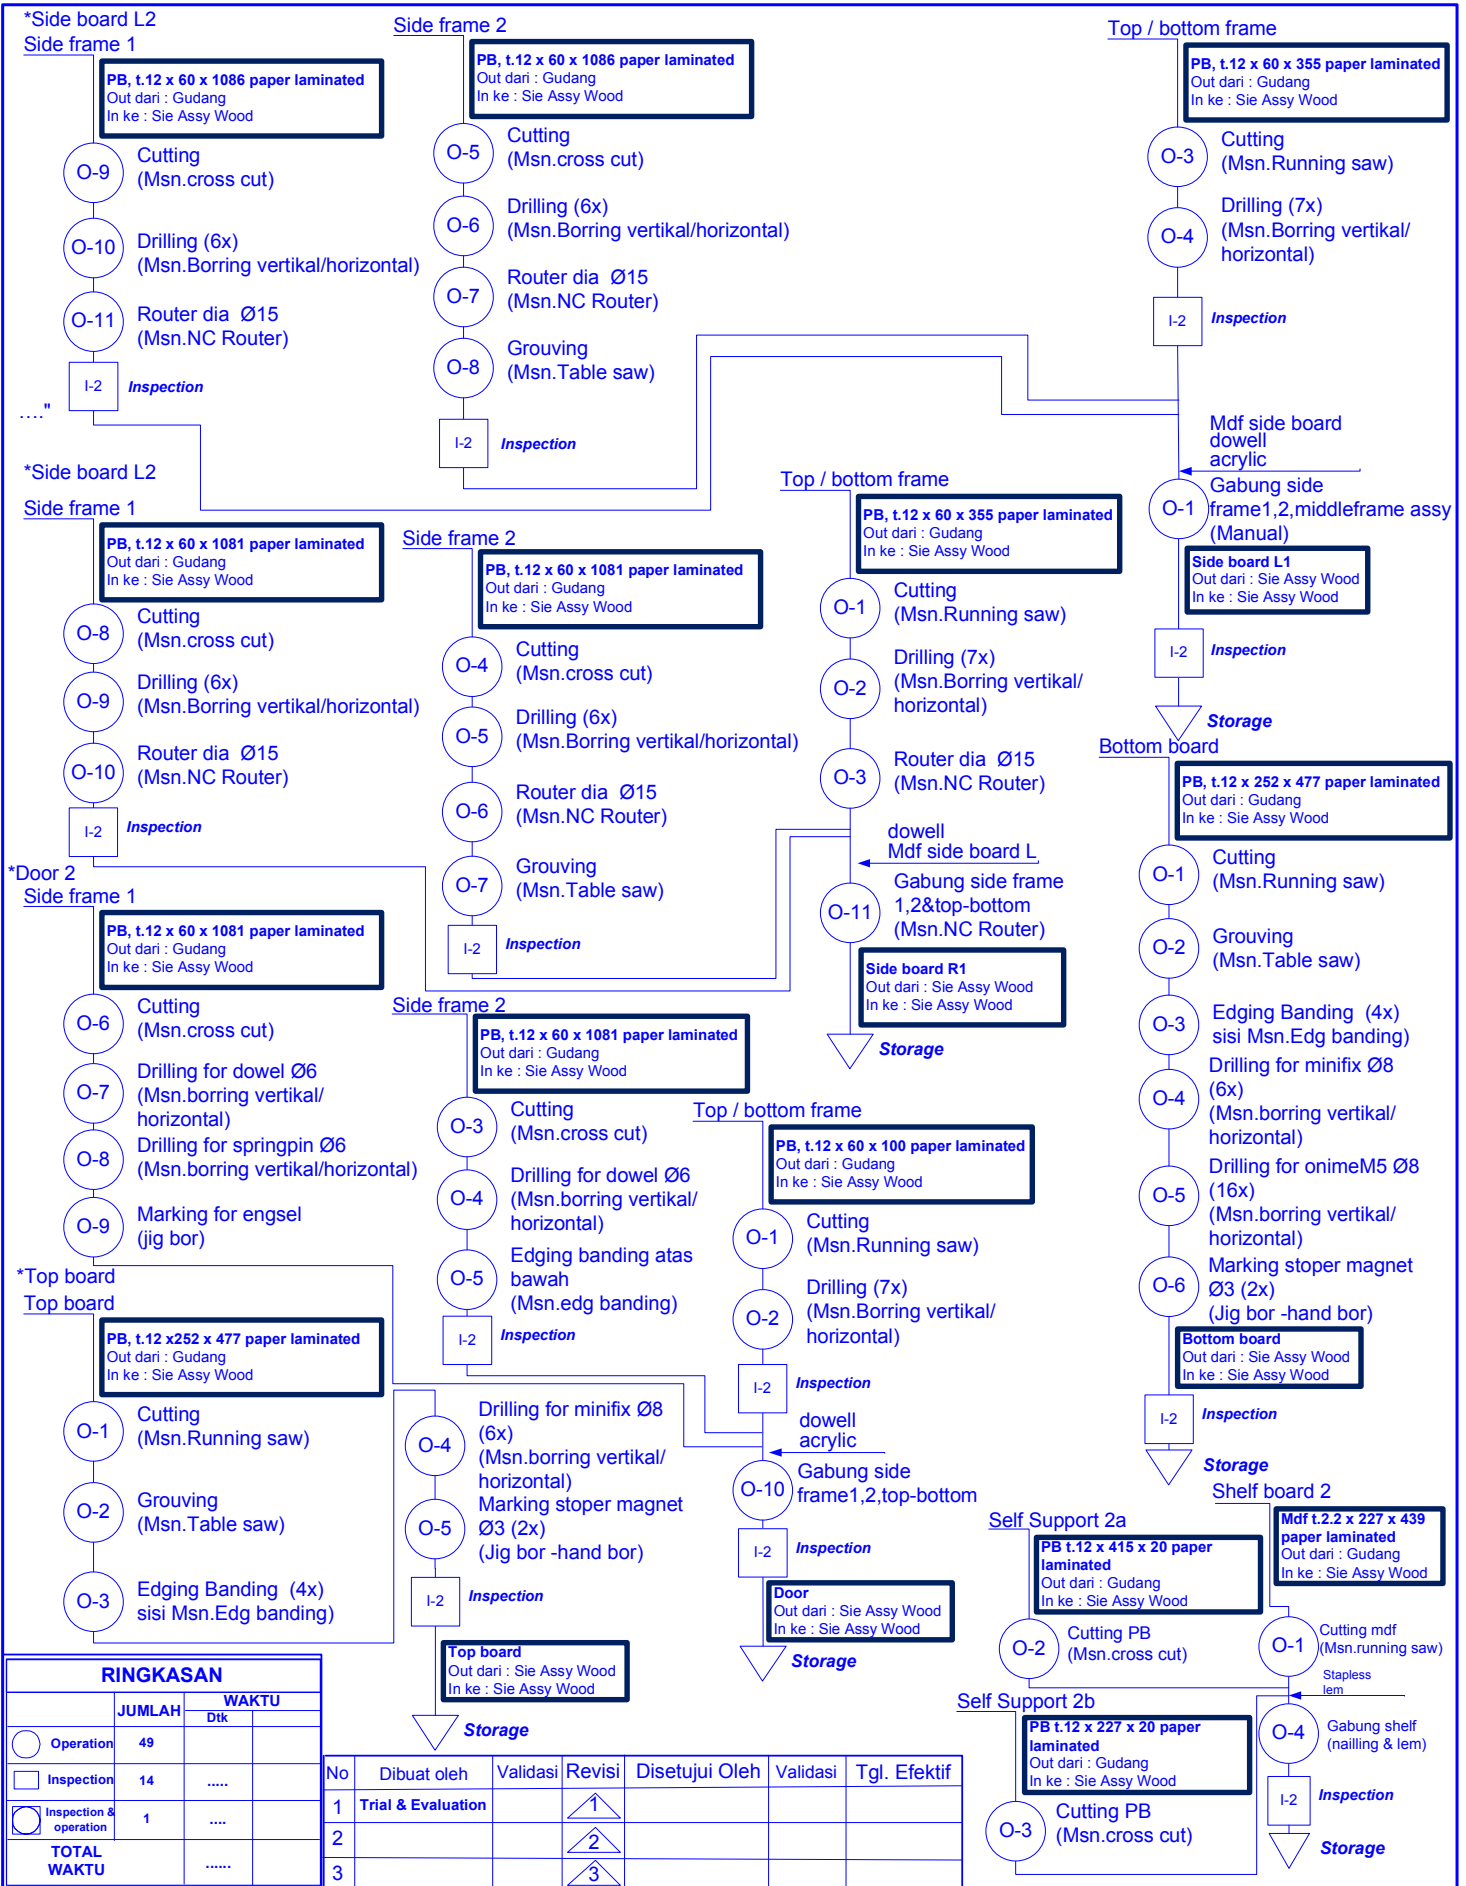 *Side board L2
Side frame 1
PB, t.12 x 60 x 1086 paper laminated
Out dari : Gudang
In ke : Sie Assy Wood
O-9
Cutting
(Msn.cross cut)
O-10
Drilling (6x)
(Msn.Borring vertikal/horizontal)
O-11
Router dia Ø15
(Msn.NC Router)
I-2
Inspection
…."
Side frame 2
PB, t.12 x 60 x 1086 paper laminated
Out dari : Gudang
In ke : Sie Assy Wood
O-5
Cutting
(Msn.cross cut)
O-6
Drilling (6x)
(Msn.Borring vertikal/horizontal)
O-7
Router dia Ø15
(Msn.NC Router)
O-8
Grouving
(Msn.Table saw)
I-2
Inspection
Top / bottom frame
PB, t.12 x 60 x 355 paper laminated
Out dari : Gudang
In ke : Sie Assy Wood
O-3
Cutting
(Msn.Running saw)
O-4
Drilling (7x)
(Msn.Borring vertikal/
horizontal)
I-2
Inspection
Mdf side board
dowell
acrylic
O-1
Gabung side
frame1,2,middleframe assy
(Manual)
Side board L1
Out dari : Sie Assy Wood
In ke : Sie Assy Wood
I-2
Inspection
Storage
*Side board L2
Side frame 1
PB, t.12 x 60 x 1081 paper laminated
Out dari : Gudang
In ke : Sie Assy Wood
O-8
Cutting
(Msn.cross cut)
O-9
Drilling (6x)
(Msn.Borring vertikal/horizontal)
O-10
Router dia Ø15
(Msn.NC Router)
I-2
Inspection
Side frame 2
PB, t.12 x 60 x 1081 paper laminated
Out dari : Gudang
In ke : Sie Assy Wood
O-4
Cutting
(Msn.cross cut)
O-5
Drilling (6x)
(Msn.Borring vertikal/horizontal)
O-6
Router dia Ø15
(Msn.NC Router)
O-7
Grouving
(Msn.Table saw)
I-2
Inspection
Top / bottom frame
PB, t.12 x 60 x 355 paper laminated
Out dari : Gudang
In ke : Sie Assy Wood
O-1
Cutting
(Msn.Running saw)
O-2
Drilling (7x)
(Msn.Borring vertikal/
horizontal)
O-3
Router dia Ø15
(Msn.NC Router)
dowell
Mdf side board L
O-11
Gabung side frame
1,2&top-bottom
(Msn.NC Router)
Side board R1
Out dari : Sie Assy Wood
In ke : Sie Assy Wood
Storage
Bottom board
PB, t.12 x 252 x 477 paper laminated
Out dari : Gudang
In ke : Sie Assy Wood
O-1
Cutting
(Msn.Running saw)
O-2
Grouving
(Msn.Table saw)
O-3
Edging Banding (4x)
sisi Msn.Edg banding)
O-4
Drilling for minifix Ø8
(6x)
(Msn.borring vertikal/
horizontal)
O-5
Drilling for onimeM5 Ø8
(16x)
(Msn.borring vertikal/
horizontal)
O-6
Marking stoper magnet
Ø3 (2x)
(Jig bor -hand bor)
Bottom board
Out dari : Sie Assy Wood
In ke : Sie Assy Wood
I-2
Inspection
Storage
*Door 2
Side frame 1
PB, t.12 x 60 x 1081 paper laminated
Out dari : Gudang
In ke : Sie Assy Wood
O-6
Cutting
(Msn.cross cut)
O-7
Drilling for dowel Ø6
(Msn.borring vertikal/
horizontal)
O-8
Drilling for springpin Ø6
(Msn.borring vertikal/horizontal)
O-9
Marking for engsel
(jig bor)
Side frame 2
PB, t.12 x 60 x 1081 paper laminated
Out dari : Gudang
In ke : Sie Assy Wood
O-3
Cutting
(Msn.cross cut)
O-4
Drilling for dowel Ø6
(Msn.borring vertikal/
horizontal)
O-5
Edging banding atas
bawah
(Msn.edg banding)
I-2
Inspection
Top / bottom frame
PB, t.12 x 60 x 100 paper laminated
Out dari : Gudang
In ke : Sie Assy Wood
O-1
Cutting
(Msn.Running saw)
O-2
Drilling (7x)
(Msn.Borring vertikal/
horizontal)
I-2
Inspection
dowell
acrylic
O-10
Gabung side
frame1,2,top-bottom
I-2
Inspection
Door
Out dari : Sie Assy Wood
In ke : Sie Assy Wood
Storage
*Top board
Top board
PB, t.12 x252 x 477 paper laminated
Out dari : Gudang
In ke : Sie Assy Wood
O-1
Cutting
(Msn.Running saw)
O-2
Grouving
(Msn.Table saw)
O-3
Edging Banding (4x)
sisi Msn.Edg banding)
O-4
Drilling for minifix Ø8
(6x)
(Msn.borring vertikal/
horizontal)
O-5
Marking stoper magnet
Ø3 (2x)
(Jig bor -hand bor)
I-2
Inspection
Top board
Out dari : Sie Assy Wood
In ke : Sie Assy Wood
Storage
Self Support 2a
PB t.12 x 415 x 20 paper
laminated
Out dari : Gudang
In ke : Sie Assy Wood
O-2
Cutting PB
(Msn.cross cut)
Shelf board 2
Mdf t.2.2 x 227 x 439
paper laminated
Out dari : Gudang
In ke : Sie Assy Wood
O-1
Cutting mdf
(Msn.running saw)
Stapless
lem
O-4
Gabung shelf
(nailling & lem)
I-2
Inspection
Storage
Self Support 2b
PB t.12 x 227 x 20 paper
laminated
Out dari : Gudang
In ke : Sie Assy Wood
O-3
Cutting PB
(Msn.cross cut)
RINGKASAN
JUMLAH WAKTU
Dtk
Operation 49
Inspection 14 .....
Inspection &
operation 1 ....
TOTAL
WAKTU ......
No Dibuat oleh Validasi Revisi Disetujui Oleh Validasi Tgl. Efektif
1 Trial & Evaluation 1
2 2
3 3